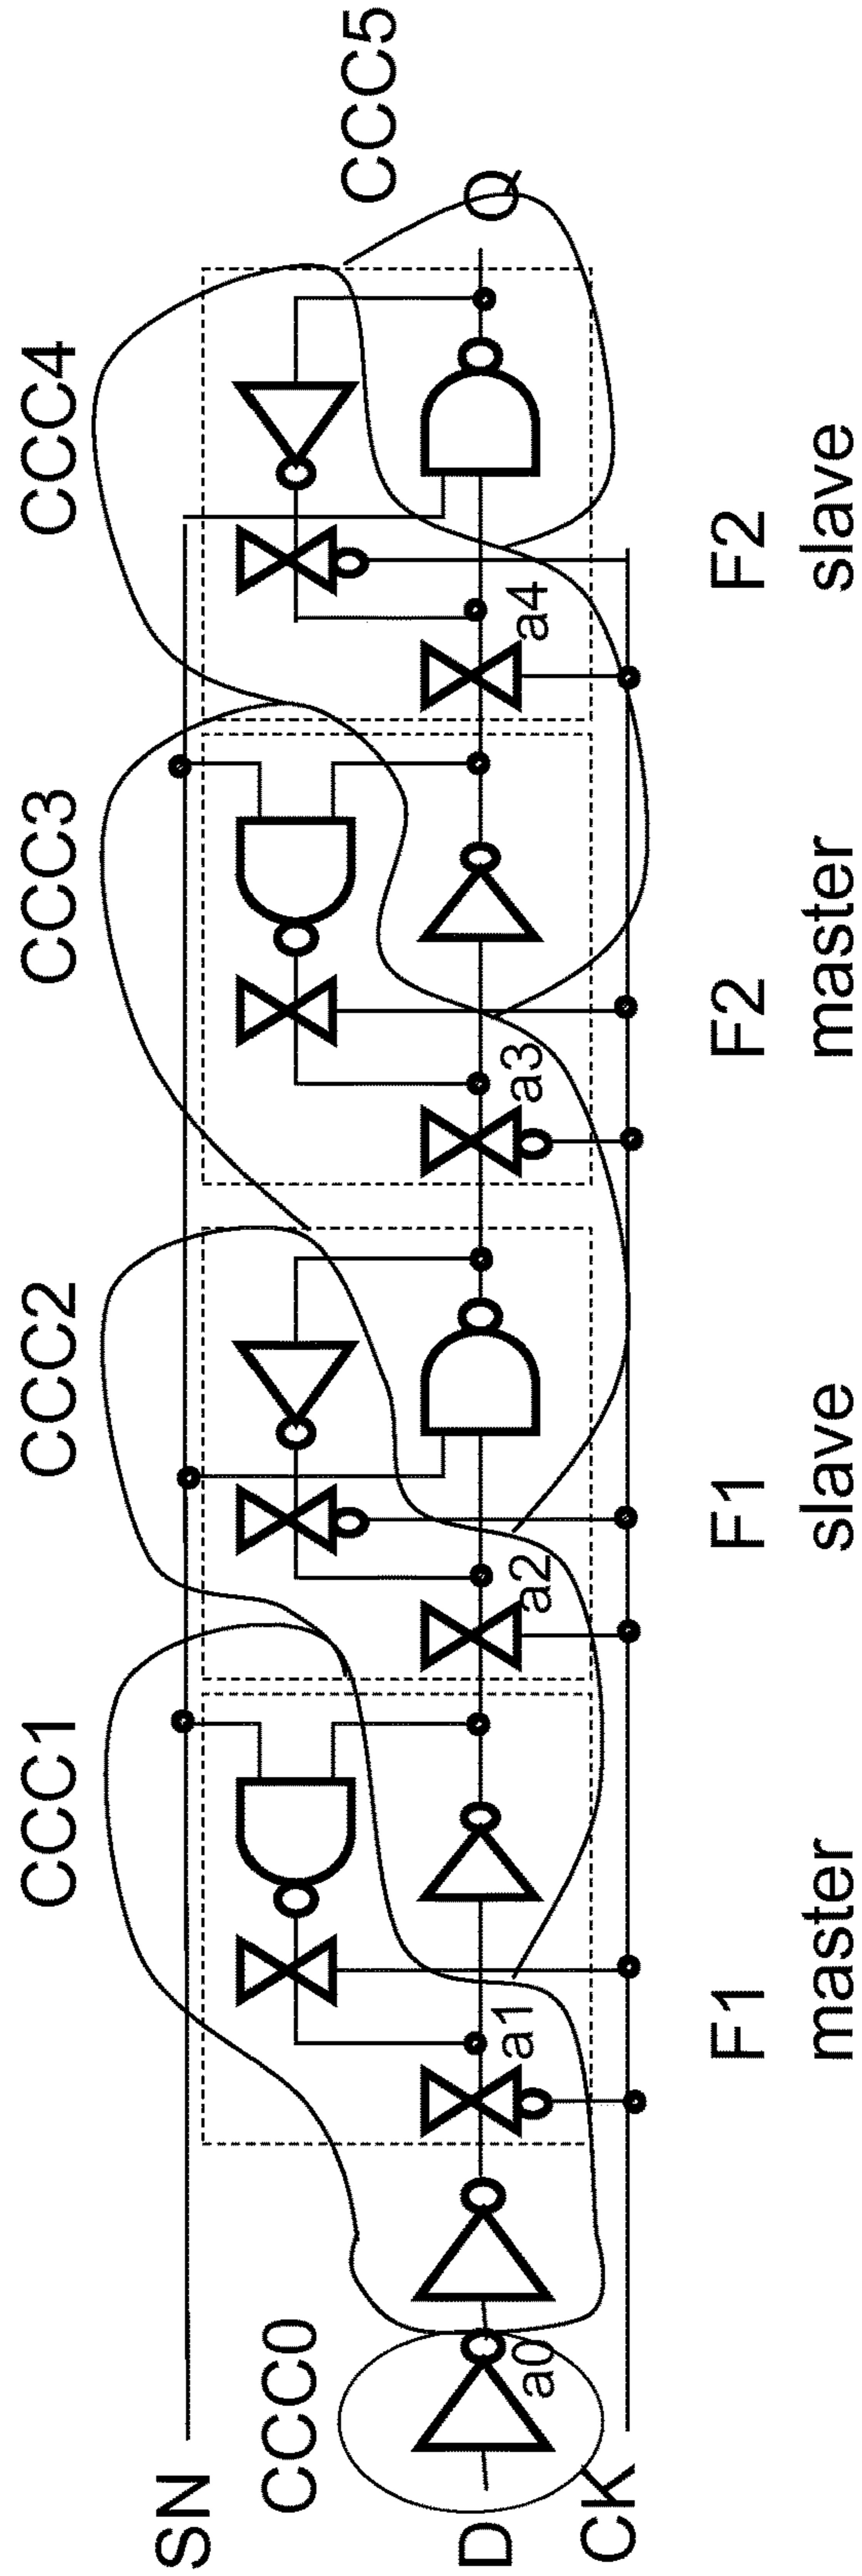 CCC0
CCC1
CCC2
CCC3
CCC4
CCC5
SN
D
CK
Q
a0
a1
a2
a3
a4
F1
master
F1
slave
F2
master
F2
slave